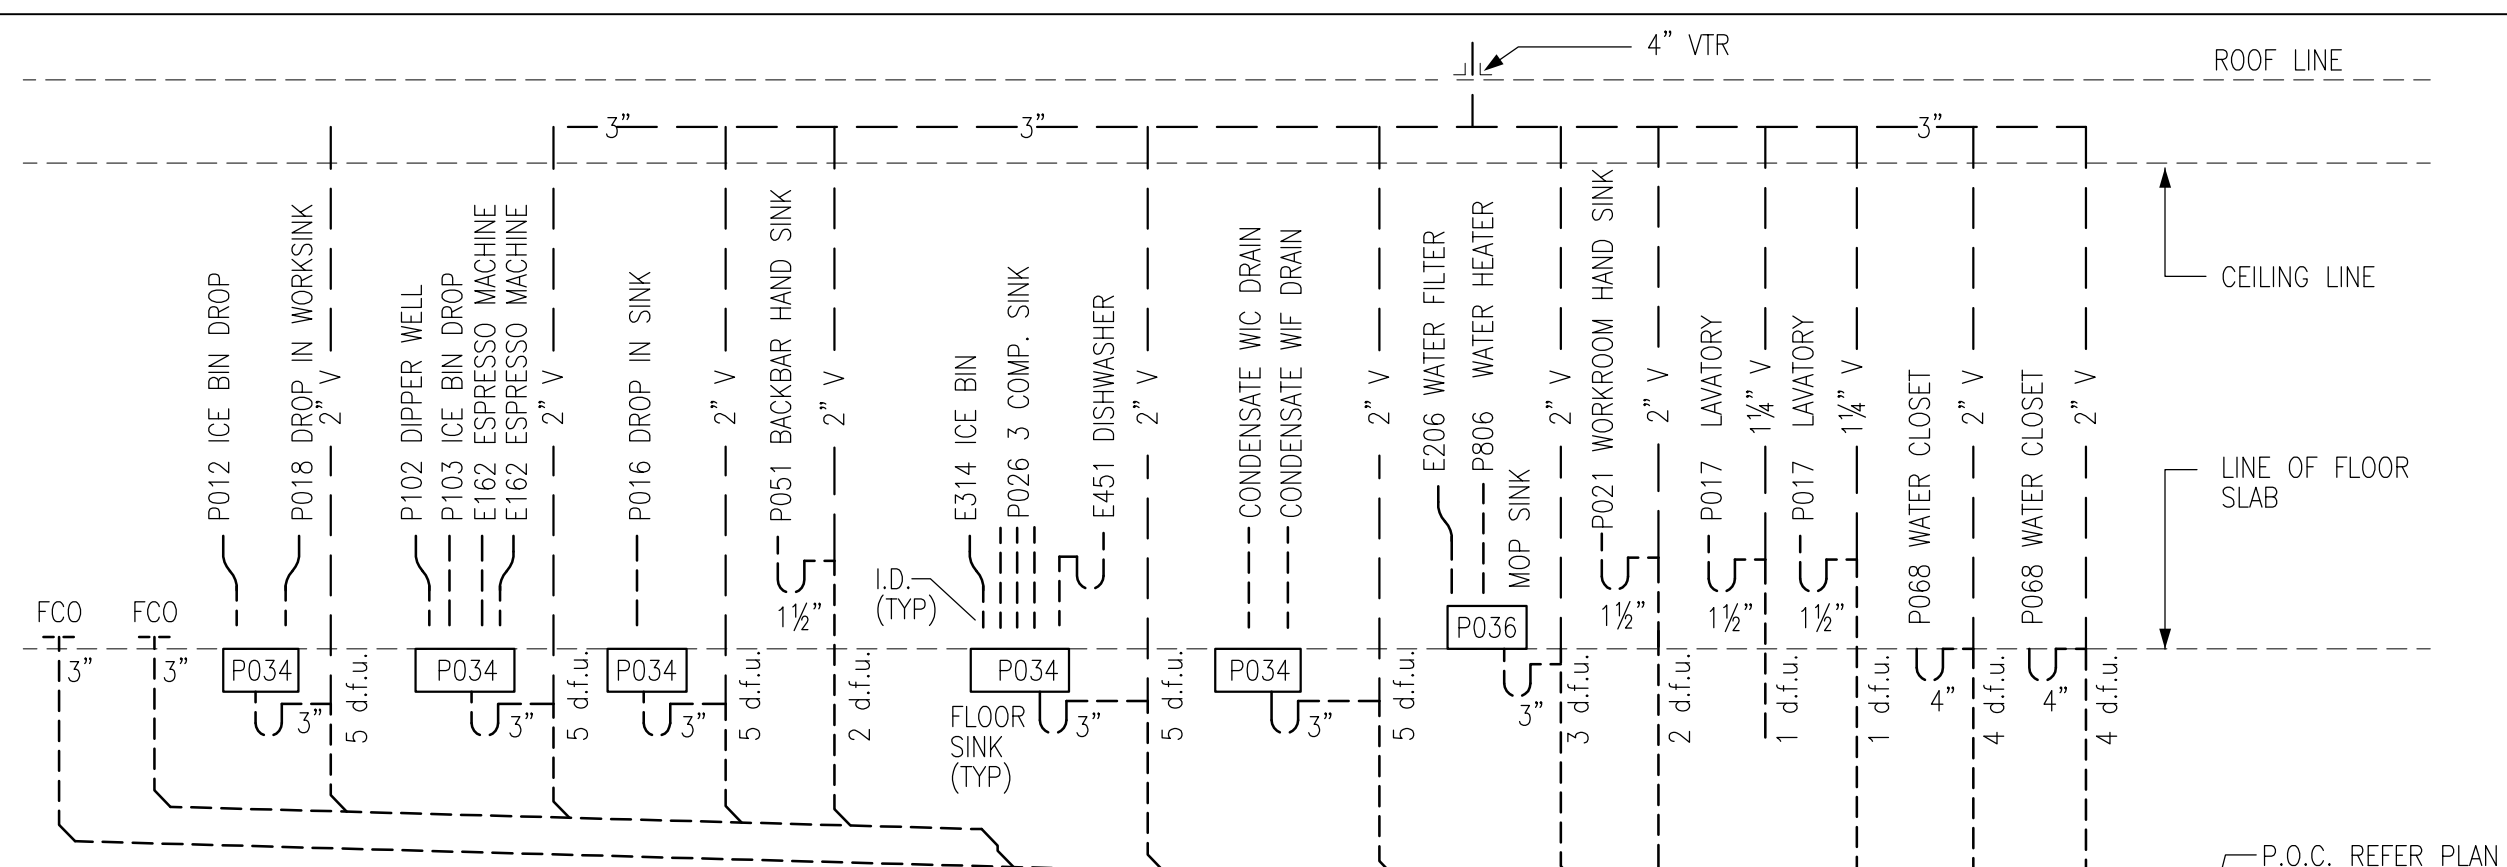 4” VTR
ROOF LINE
3”
3”
3”
CEILING LINE
LINE OF FLOOR
SLAB
P012 ICE BIN DROP
P018 DROP IN WORKSINK
2” V
P102 DIPPER WELL
P103 ICE BIN DROP
E162 ESPRESSO MACHINE
E162 ESPRESSO MACHINE
2” V
P016 DROP IN SINK
2” V
P051 BACKBAR HAND SINK
2” V
E314 ICE BIN
P026 3 COMP. SINK
E451 DISHWASHER
2” V
CONDENSATE WIC DRAIN
CONDENSATE WIF DRAIN
2” V
E206 WATER FILTER
P806 WATER HEATER
MOP SINK
2” V
P021 WORKROOM HAND SINK
2” V
P017 LAVATORY
1¼” V
P017 LAVATORY
1¼” V
P068 WATER CLOSET
2” V
P068 WATER CLOSET
2” V
FCO
FCO
1½”
I.D.
(TYP)
1½”
1½”
1½”
3”
3”
P034
P034
P034
P034
P034
P036
3”
5 d.f.u.
3”
5 d.f.u.
3”
5 d.f.u.
2 d.f.u.
FLOOR
SINK
(TYP)
3”
5 d.f.u.
3”
5 d.f.u.
3”
3 d.f.u.
2 d.f.u.
1 d.f.u.
1 d.f.u.
4”
4 d.f.u.
4”
4 d.f.u.
P.O.C. REFER PLAN